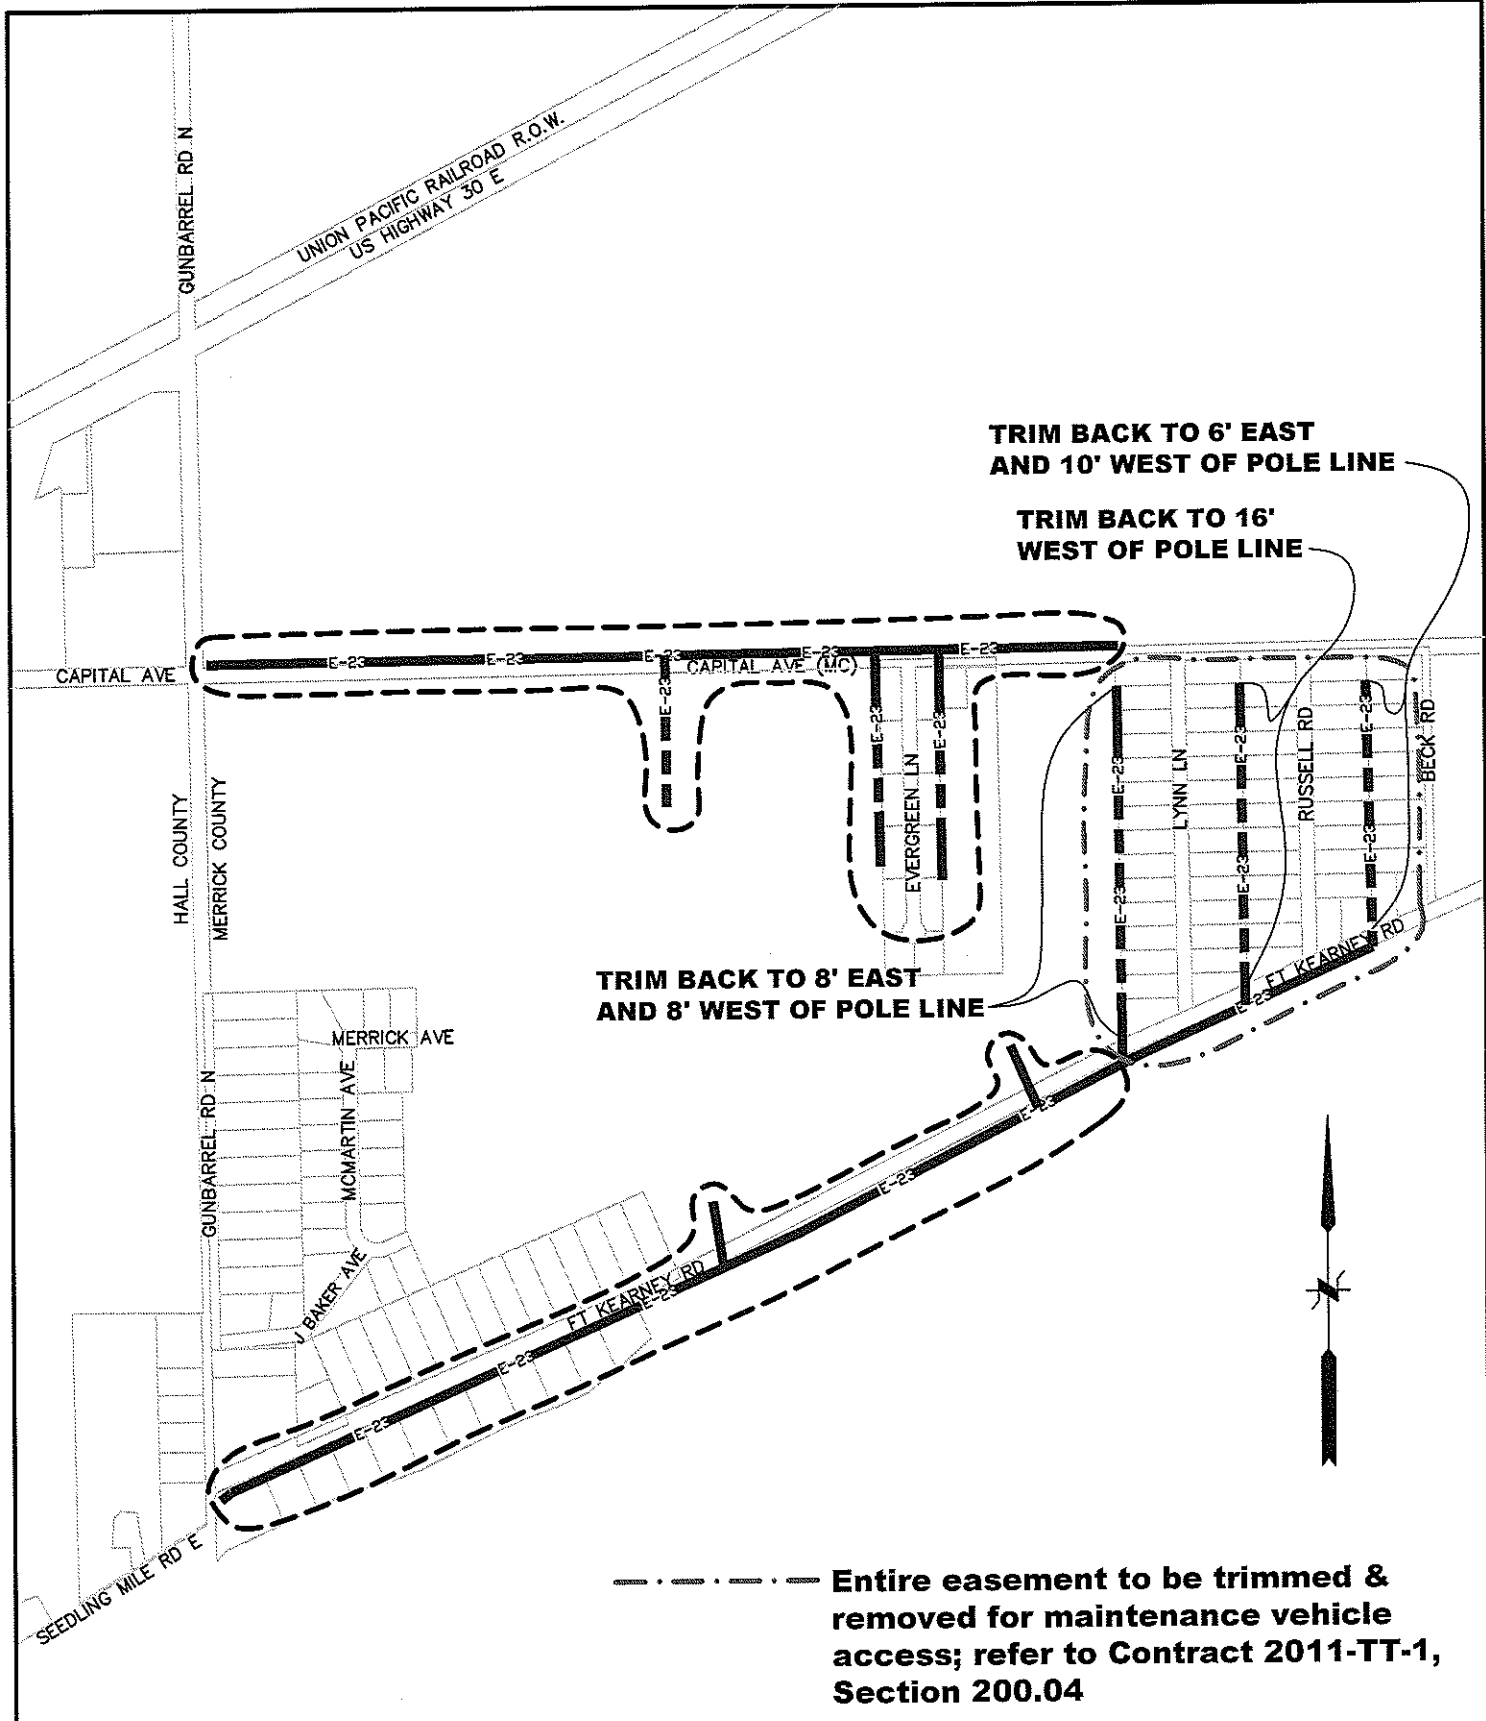 GUNBARREL RD N
UNION PACIFIC RAILROAD R.O.W.
US HIGHWAY 30 E
TRIM BACK TO 6' EAST
AND 10' WEST OF POLE LINE
TRIM BACK TO 16'
WEST OF POLE LINE
CAPITAL AVE
E-23
E-23
E-23
E-23
E-23
CAPITAL AVE (MC)
E-23
E-23
E-23
E-23
E-23
E-23
EVERGREEN LN
LYNN LN
RUSSELL RD
BECK RD
HALL COUNTY
MERRICK COUNTY
E-23
E-23
E-23
FT KEARNEY RD
E-23
TRIM BACK TO 8' EAST
AND 8' WEST OF POLE LINE
MERRICK AVE
MCMARTIN AVE
GUNBARREL RD N
J BAKER AVE
E-23
E-23
FT KEARNEY RD
E-23
E-23
E-23
SEEDLING MILE RD E
N
Entire easement to be trimmed &
removed for maintenance vehicle
access; refer to Contract 2011-TT-1,
Section 200.04